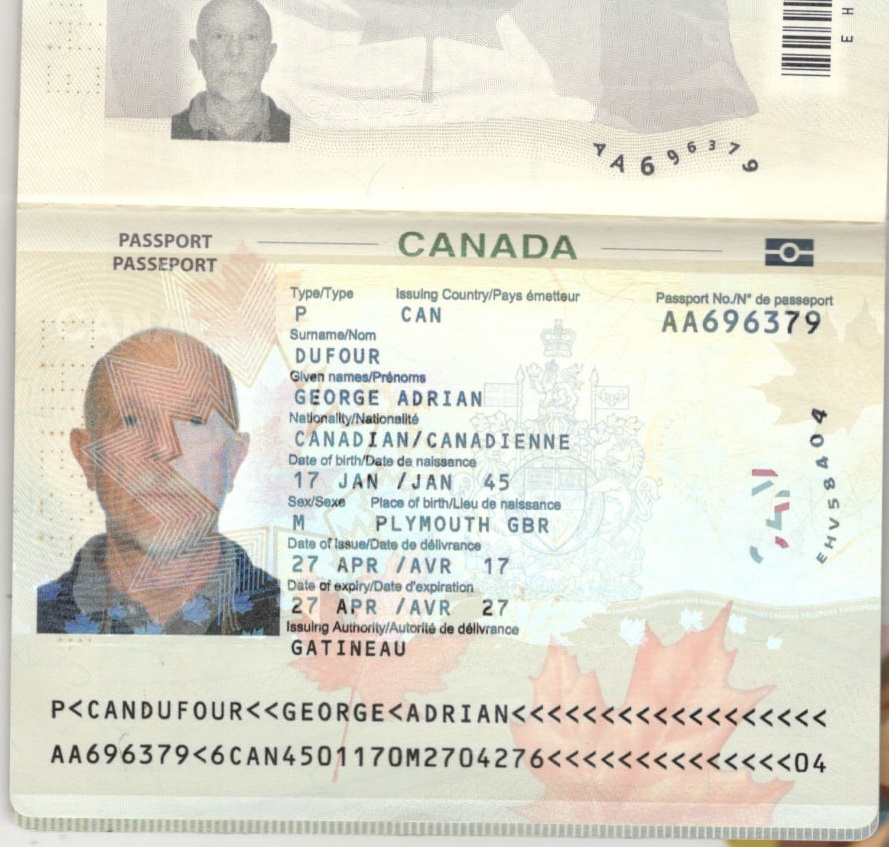 E H
AA696379
PASSPORT
PASSEPORT
CANADA
Type/Type Issuing Country/Pays émetteur Passport No./N° de passeport
P CAN AA696379
Surname/Nom
DUFOUR
Given names/Prénoms
GEORGE ADRIAN
Nationality/Nationalité
CANADIAN/CANADIENNE
Date of birth/Date de naissance
17 JAN /JAN 45
Sex/Sexe Place of birth/Lieu de naissance
M PLYMOUTH GBR
Date of issue/Date de délivrance
27 APR /AVR 17
Date of expiry/Date d'expiration
27 APR /AVR 27
Issuing Authority/Autorité de délivrance
GATINEAU
EHV58404
P<CANDUFOUR<<GEORGE<ADRIAN<<<<<<<<<<<<<<<<<<
AA696379<6CAN4501170M2704276<<<<<<<<<<<<<<04